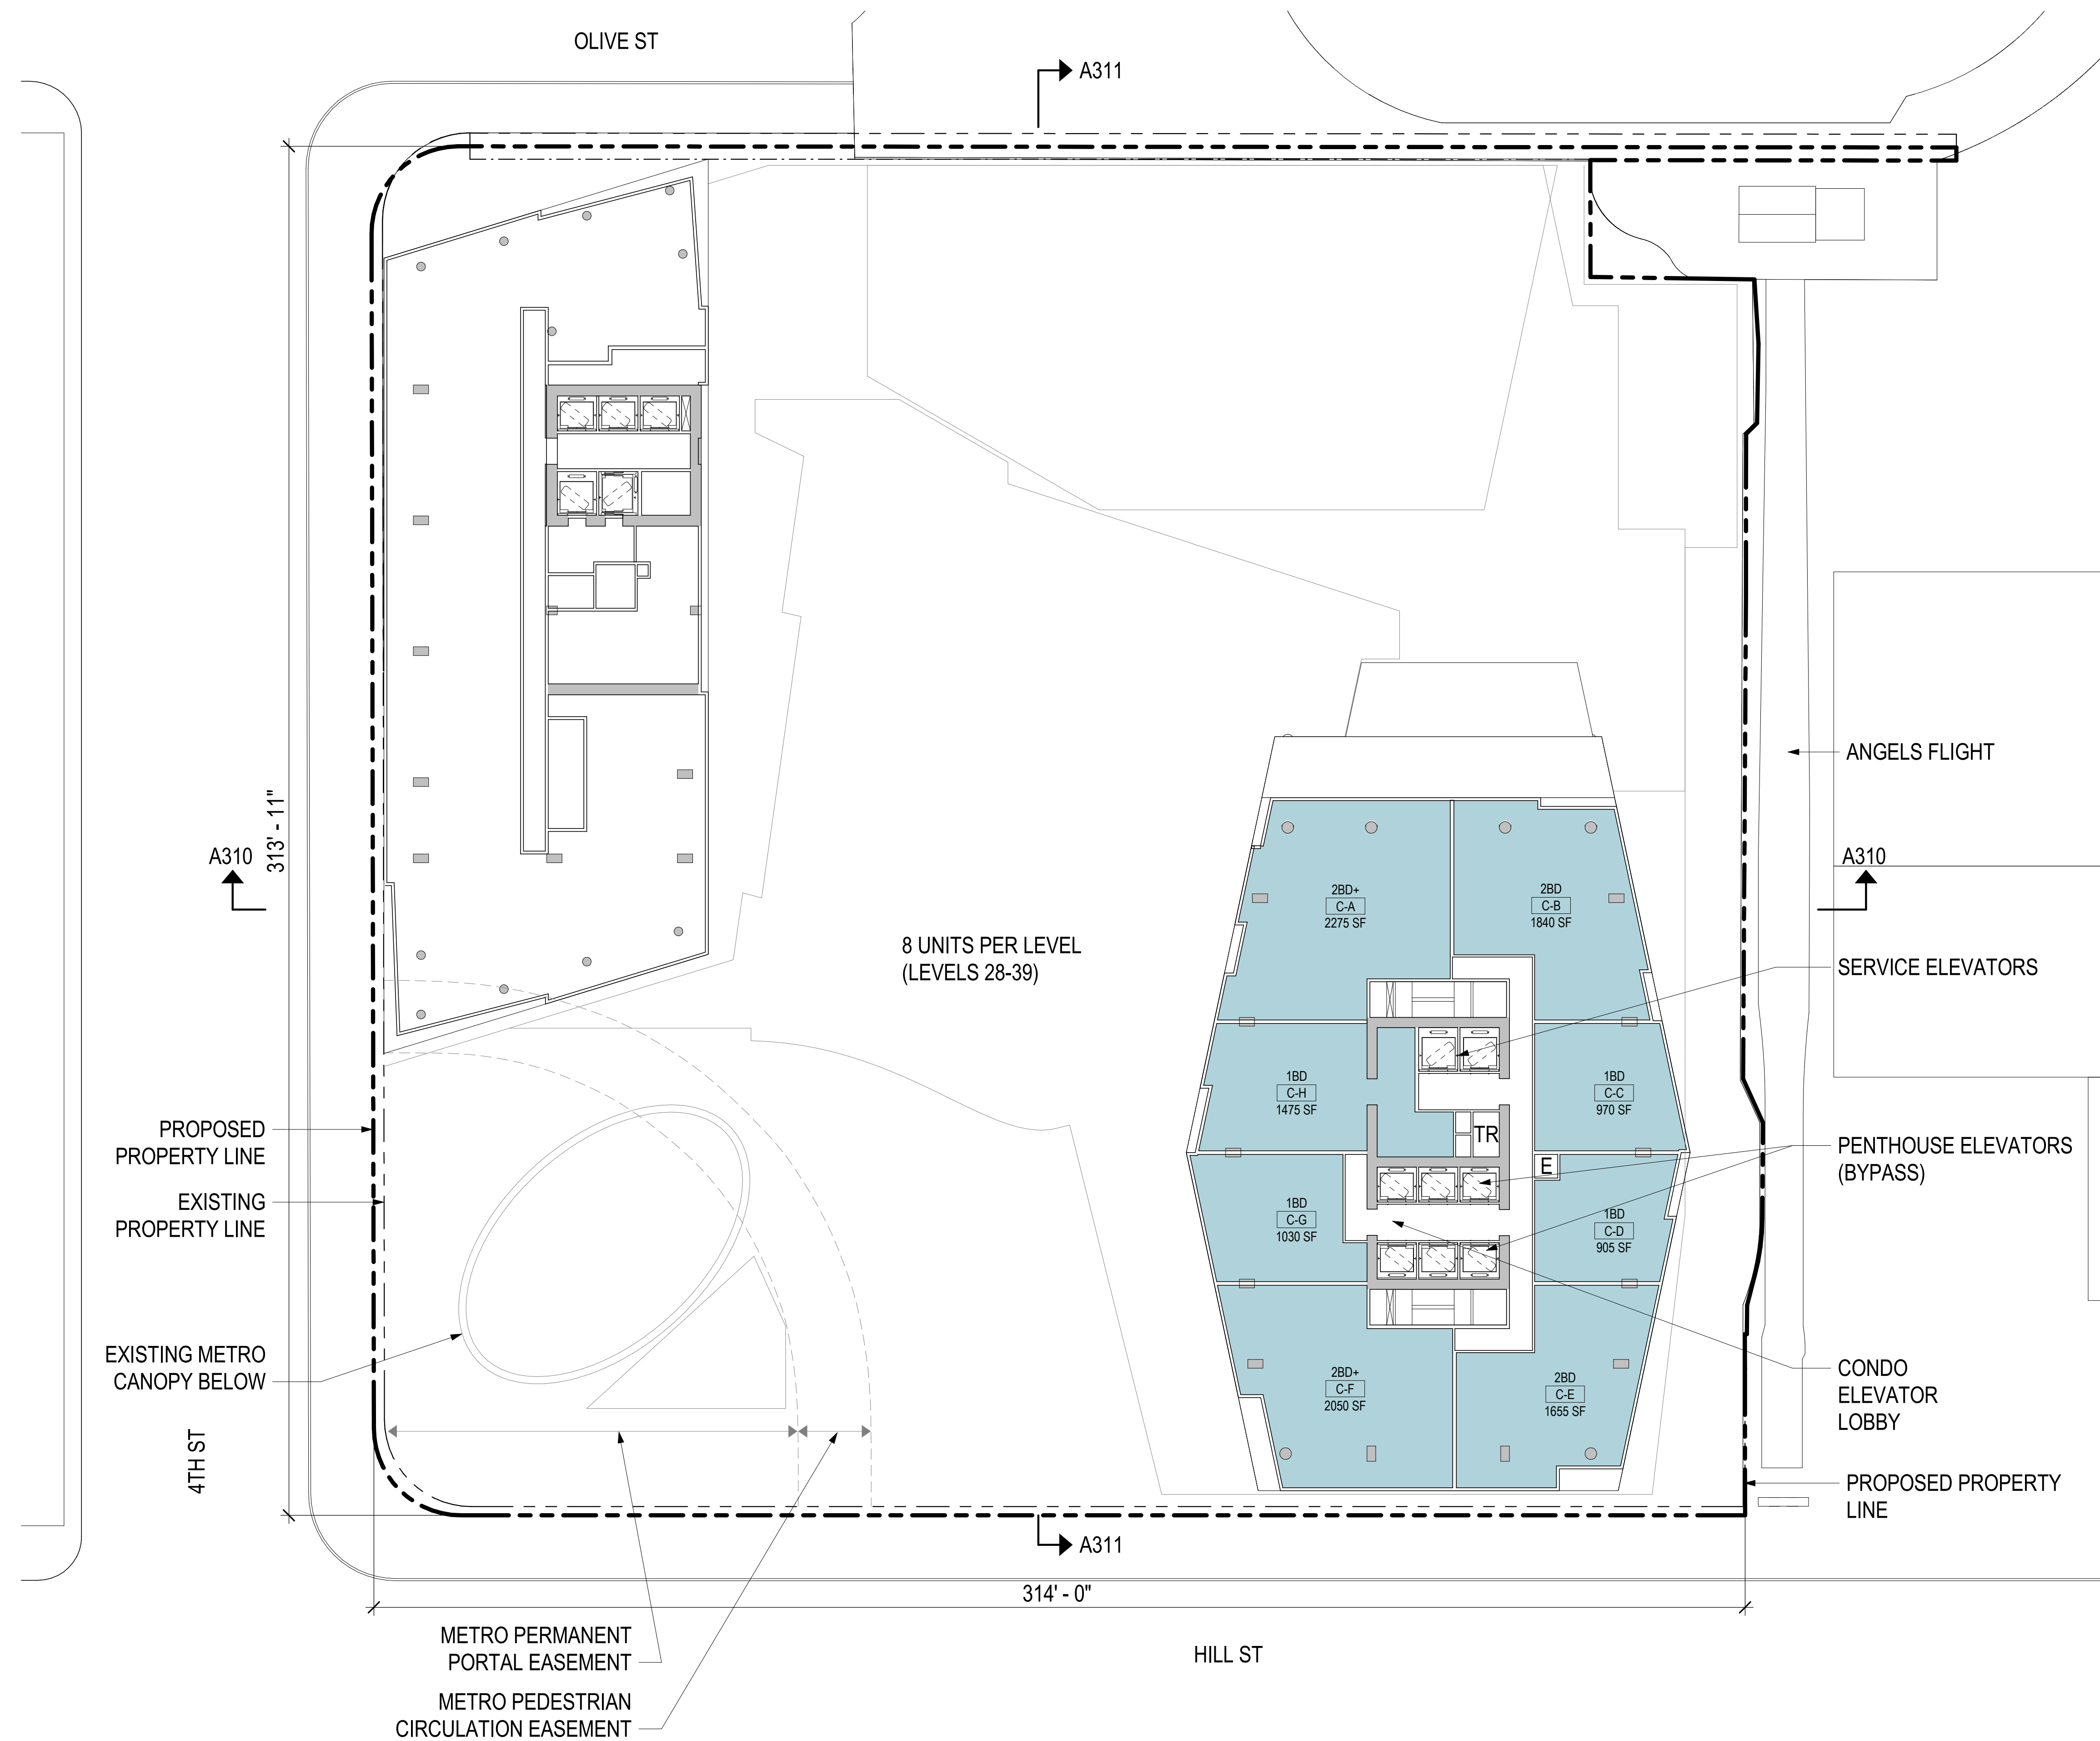 OLIVE ST
A311
313' - 11"
A310
ANGELS FLIGHT
A310
2BD+
C-A
2275 SF
2BD
C-B
1840 SF
8 UNITS PER LEVEL
(LEVELS 28-39)
SERVICE ELEVATORS
1BD
C-H
1475 SF
1BD
C-C
970 SF
TR
E
PROPOSED
PROPERTY LINE
PENTHOUSE ELEVATORS
(BYPASS)
EXISTING
PROPERTY LINE
1BD
C-G
1030 SF
1BD
C-D
905 SF
EXISTING METRO
CANOPY BELOW
2BD+
C-F
2050 SF
2BD
C-E
1655 SF
CONDO
ELEVATOR
LOBBY
4TH ST
PROPOSED PROPERTY
LINE
A311
314' - 0"
METRO PERMANENT
PORTAL EASEMENT
HILL ST
METRO PEDESTRIAN
CIRCULATION EASEMENT